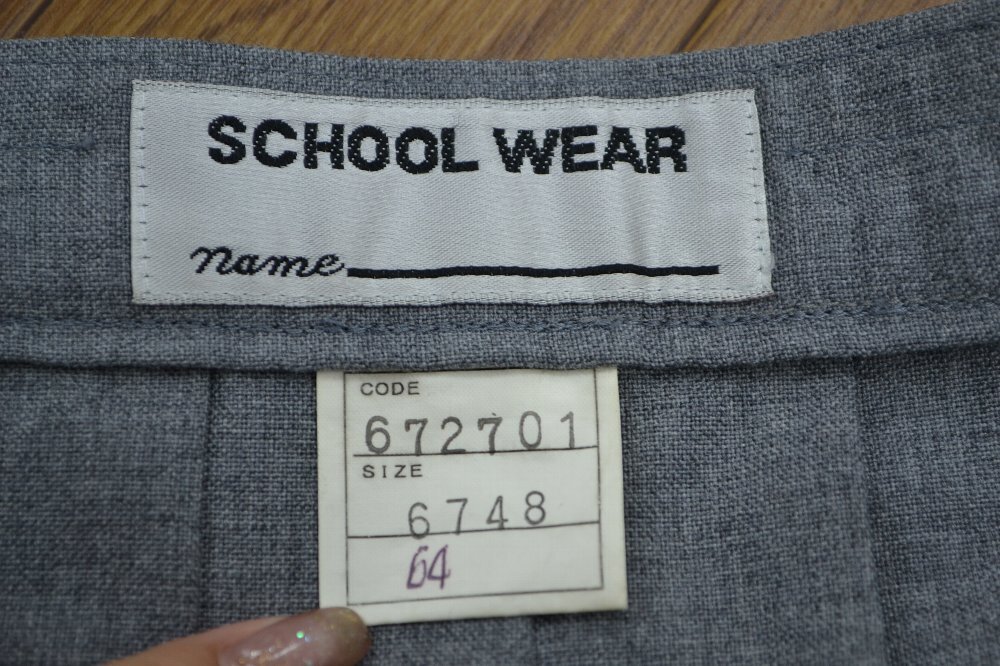 SCHOOL WEAR
name
CODE
672701
SIZE
6748
64